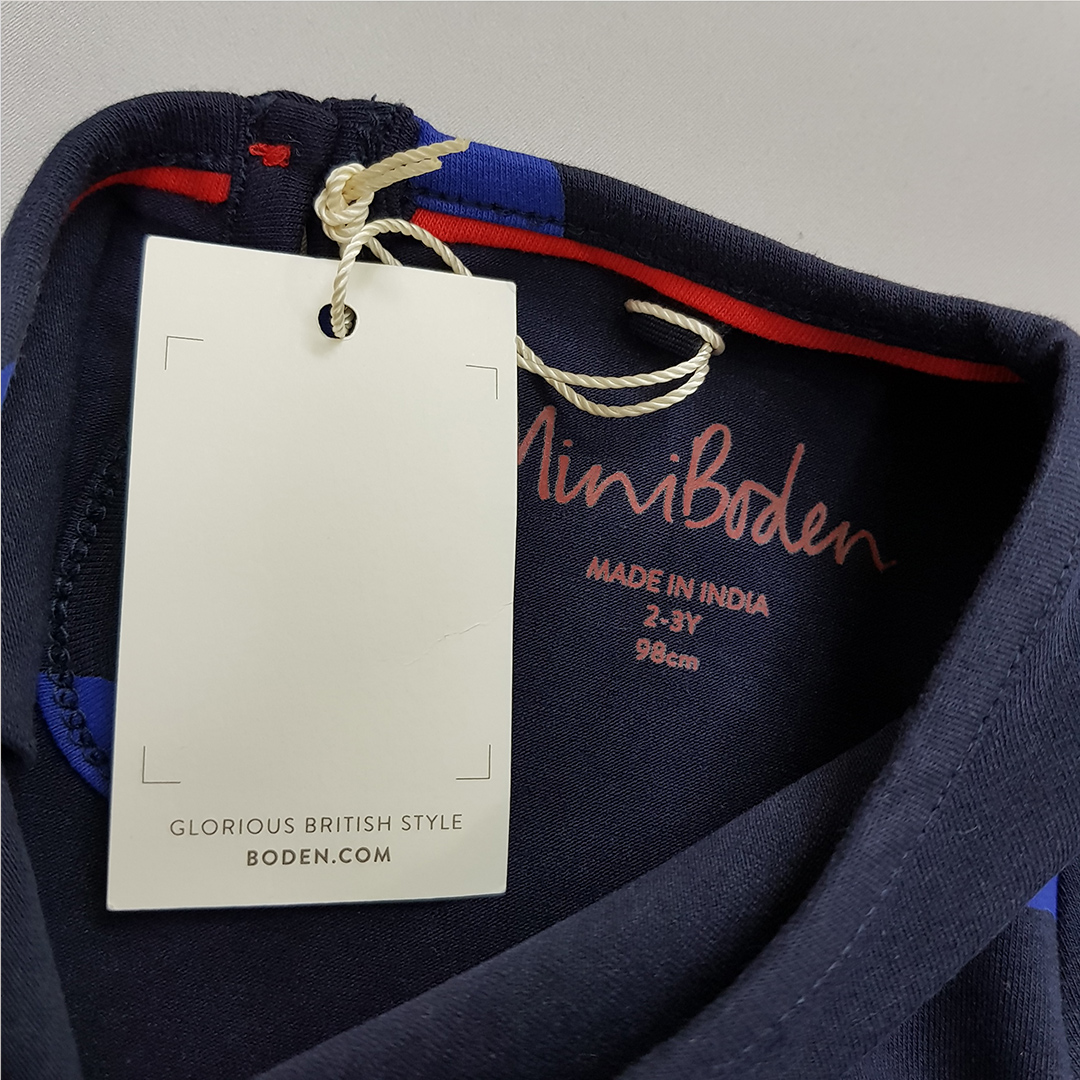 MiniBoden
MADE IN INDIA
2-3Y
98cm
GLORIOUS BRITISH STYLE
BODEN.COM